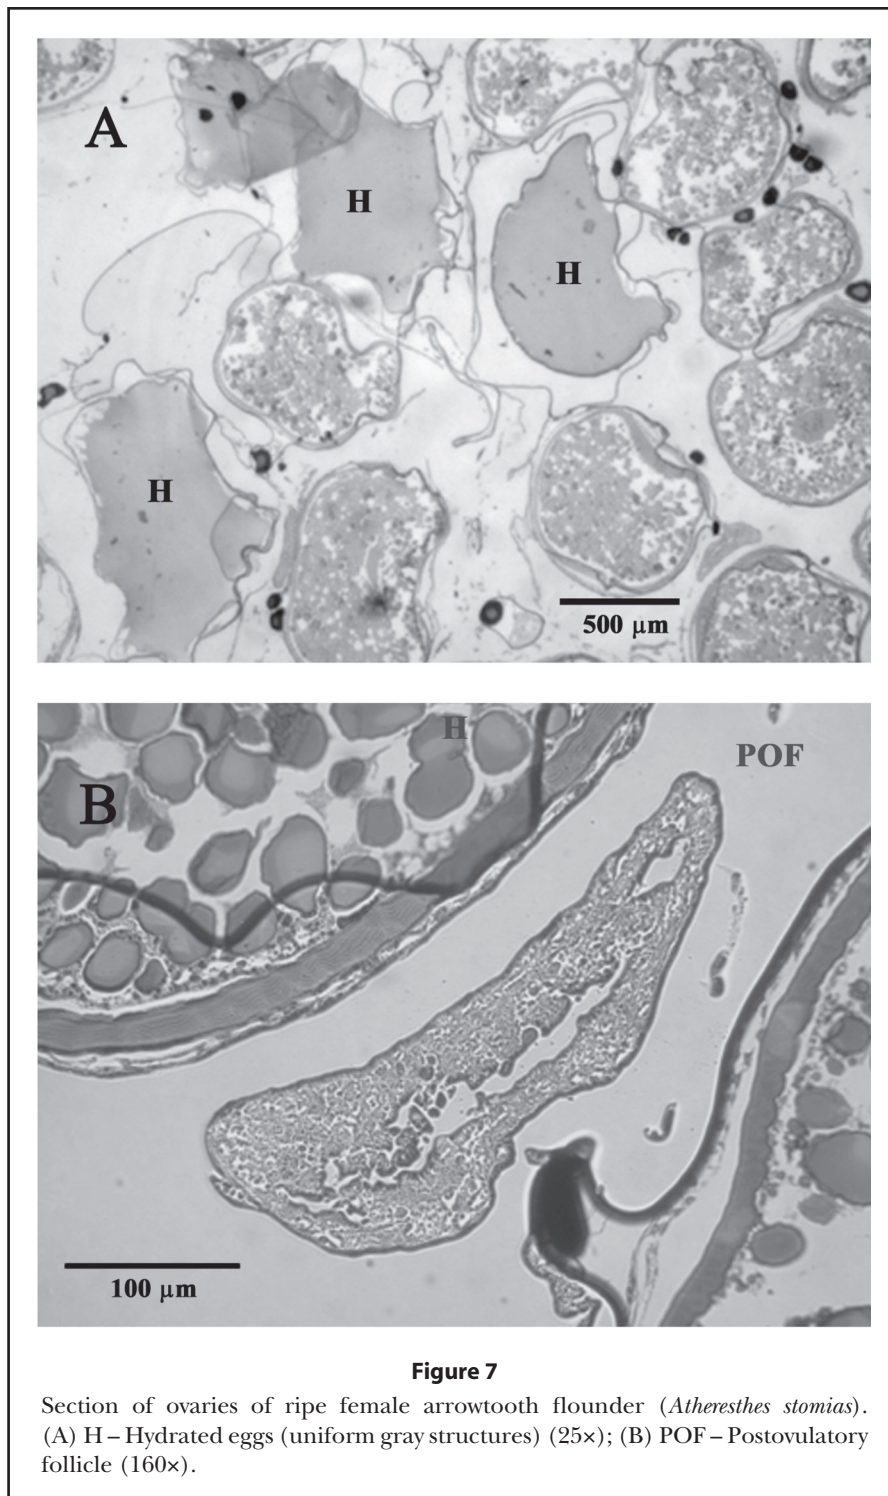 A
H
H
H
500 µm
H
POF
B
100 µm
Figure 7
Section of ovaries of ripe female arrowtooth flounder (Atheresthes stomias).
(A) H – Hydrated eggs (uniform gray structures) (25×); (B) POF – Postovulatory
follicle (160×).